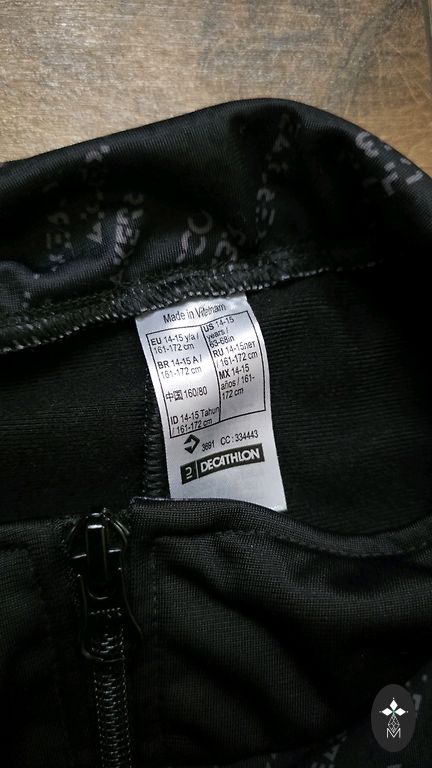 Made in Vietnam
EU 14-15 y/a /
161-172 cm
BR 14-15 A /
161-172 cm
中国 160/80
ID 14-15 Tahun
/ 161-172 cm
US 14-15
years /
63-68in
RU 14-15лет
/ 161-172 cm
MX 14-15
años / 161-
172 cm
3691 CC : 334443
DECATHLON
M